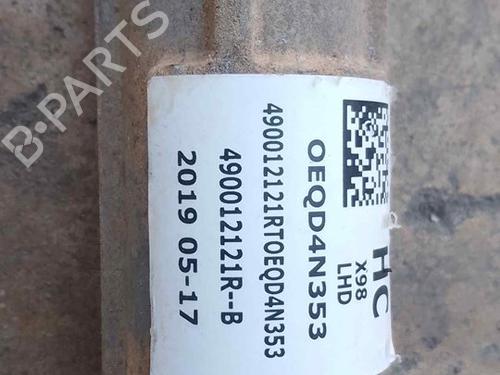 HC
X98
LHD
OEQD4N353
490012121RTOEQD4N353
490012121R--B
2019 05-17
B-PARTS